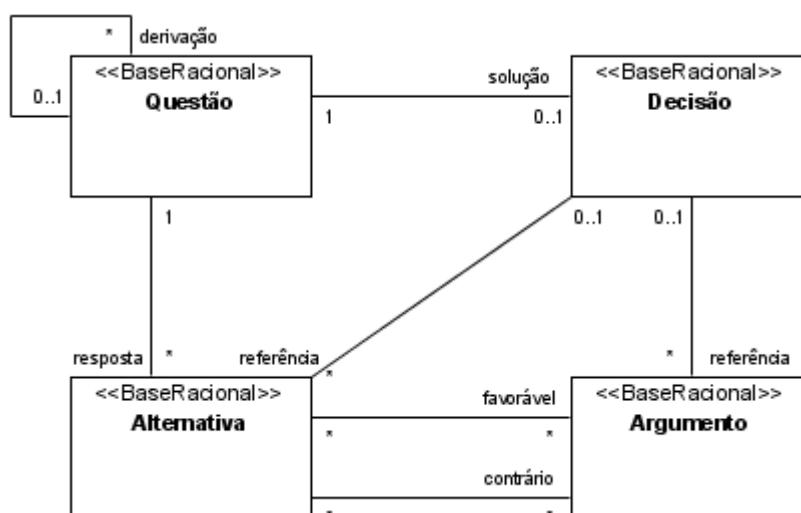 * derivação
<<BaseRacional>>
Questão
0..1
solução
1
0..1
<<BaseRacional>>
Decisão
1
0..1
0..1
resposta
*
referência
*
*
referência
<<BaseRacional>>
Alternativa
favorável
*
*
contrário
*
*
<<BaseRacional>>
Argumento